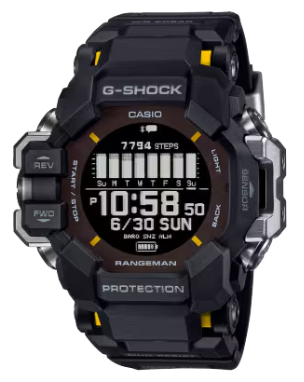 G-SHOCK
CASIO
7794 STEPS
Su M T W T F S Su
P 10:58 50
6/30 SUN
BARO SNZ ALM
RANGEMAN
PROTECTION
START / STOP
REV
FWD
LIGHT
SENSOR
BACK